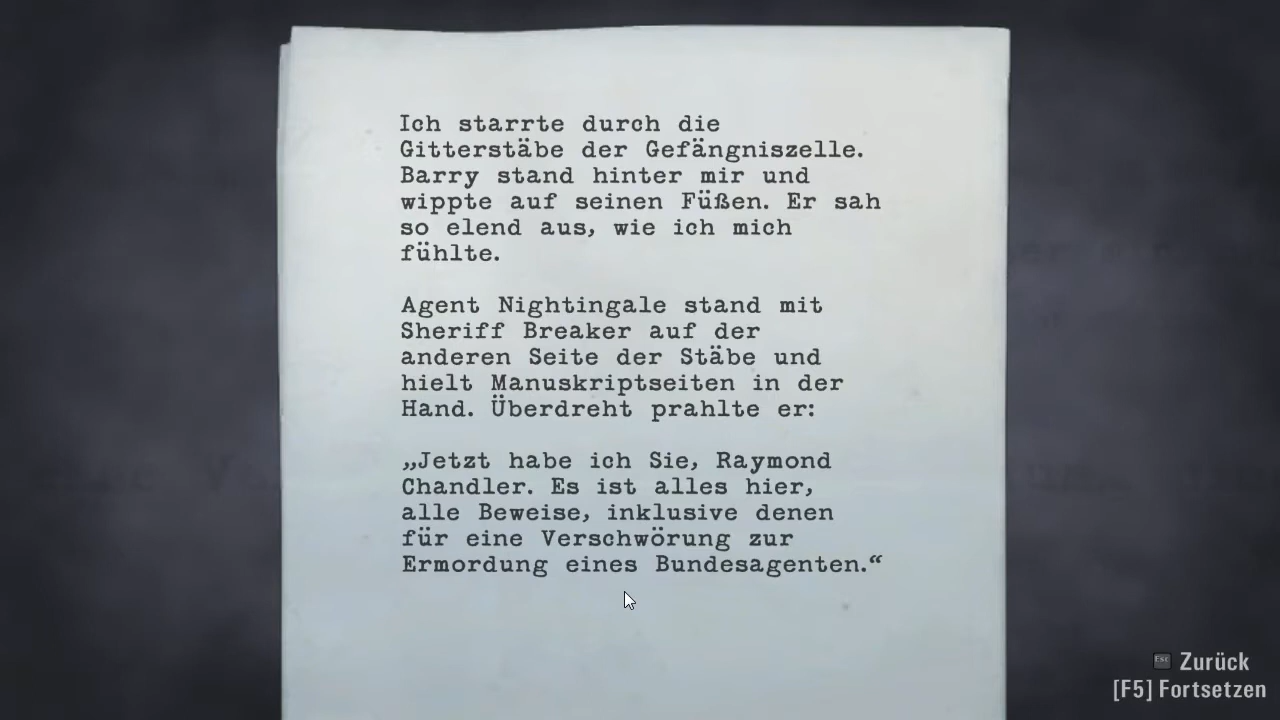 Ich starrte durch die
Gitterstäbe der Gefängniszelle.
Barry stand hinter mir und
wippte auf seinen Füßen. Er sah
so elend aus, wie ich mich
fühlte.
Agent Nightingale stand mit
Sheriff Breaker auf der
anderen Seite der Stäbe und
hielt Manuskriptseiten in der
Hand. Überdreht prahlte er:
„Jetzt habe ich Sie, Raymond
Chandler. Es ist alles hier,
alle Beweise, inklusive denen
für eine Verschwörung zur
Ermordung eines Bundesagenten.“
Esc Zurück
[F5] Fortsetzen